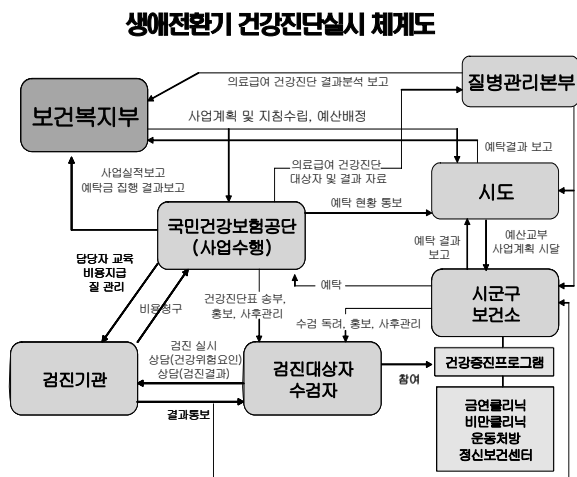 생애전환기 건강진단실시 체계도
의료급여 건강진단 결과분석 보고
질병관리본부
보건복지부
사업계획 및 지침수립, 예산배정
예탁결과 보고
사업실적보고
예탁금 집행 결과보고
의료급여 건강진단
대상자 및 결과 자료
시도
국민건강보험공단
(사업수행)
예탁 현황 통보
예탁 결과
보고
예산교부
사업계획 시달
담당자 교육
비용지급
질 관리
비용청구
건강진단표 송부,
홍보, 사후관리
예탁
시군구
보건소
수검 독려, 홍보, 사후관리
검진기관
검진 실시
상담(건강위험요인)
상담(검진결과)
검진대상자
수검자
참여
건강증진프로그램
결과통보
금연클리닉
비만클리닉
운동처방
정신보건센터